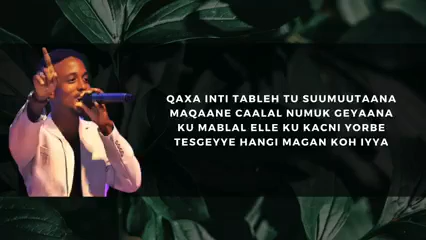 QAXA INTI TABLEH TU SUUMUUTAANA
MAQAANE CAALAL NUMUK GEYAANA
KU MABLAL ELLE KU KACNI YORBE
TESGEYYE HANGI MAGAN KOH IYYA